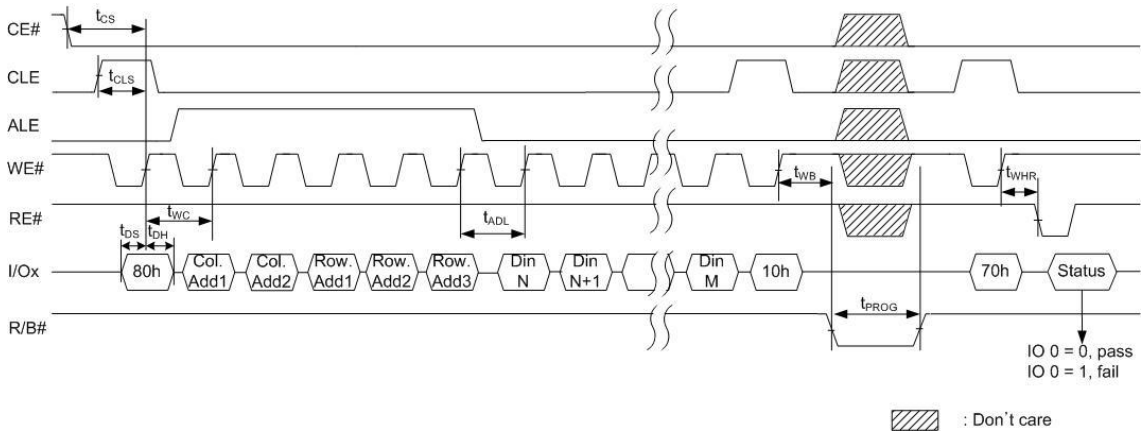 CE#
tCS
CLE
tCLS
ALE
WE#
tWC
tADL
tWB
tWHR
RE#
tDS
tDH
I/Ox
80h
Col.
Add1
Col.
Add2
Row.
Add1
Row.
Add2
Row.
Add3
Din
N
Din
N+1
Din
M
10h
70h
Status
R/B#
tPROG
IO 0 = 0, pass
IO 0 = 1, fail
: Don't care